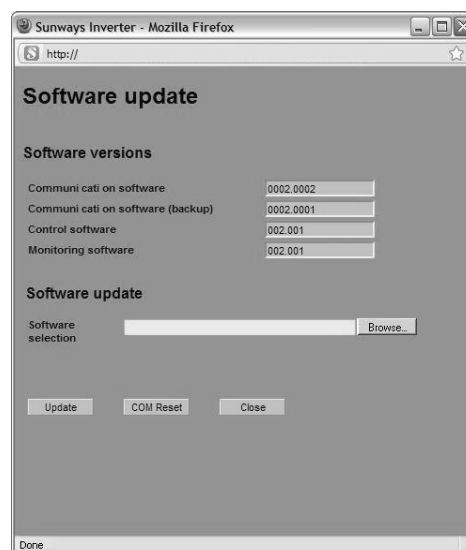 Sunways Inverter - Mozilla Firefox
http://
Software update
Software versions
Communi cati on software 0002.0002
Communi cati on software (backup) 0002.0001
Control software 002.001
Monitoring software 002.001
Software update
Software
selection
Browse...
Update COM Reset Close
Done